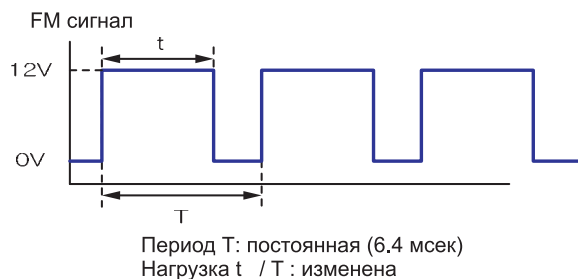 FM сигнал
t
12V
0V
T
Период T: постоянная (6.4 мсек)
Нагрузка t / T : изменена